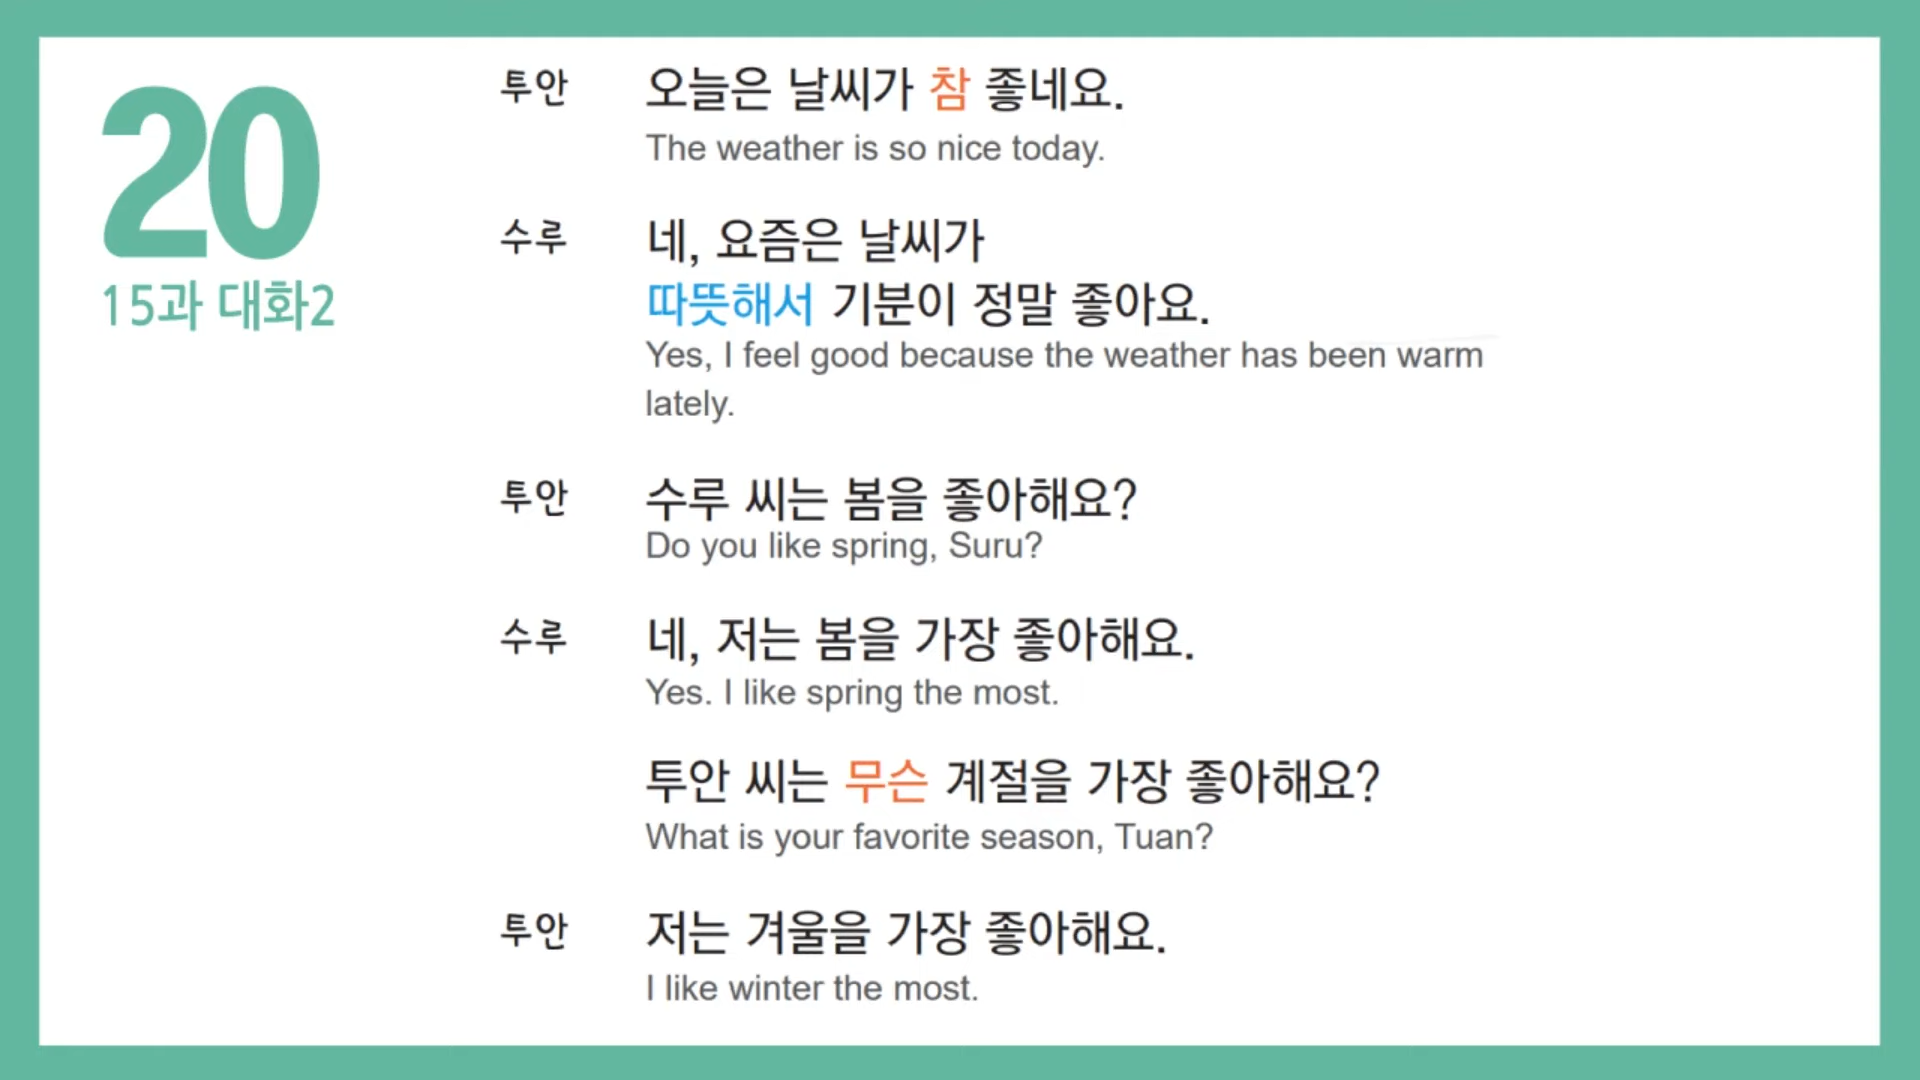 20
15과 대화2
투안 오늘은 날씨가 참 좋네요.
The weather is so nice today.
수루 네, 요즘은 날씨가
따뜻해서 기분이 정말 좋아요.
Yes, I feel good because the weather has been warm
lately.
투안 수루 씨는 봄을 좋아해요?
Do you like spring, Suru?
수루 네, 저는 봄을 가장 좋아해요.
Yes. I like spring the most.
투안 씨는 무슨 계절을 가장 좋아해요?
What is your favorite season, Tuan?
투안 저는 겨울을 가장 좋아해요.
I like winter the most.